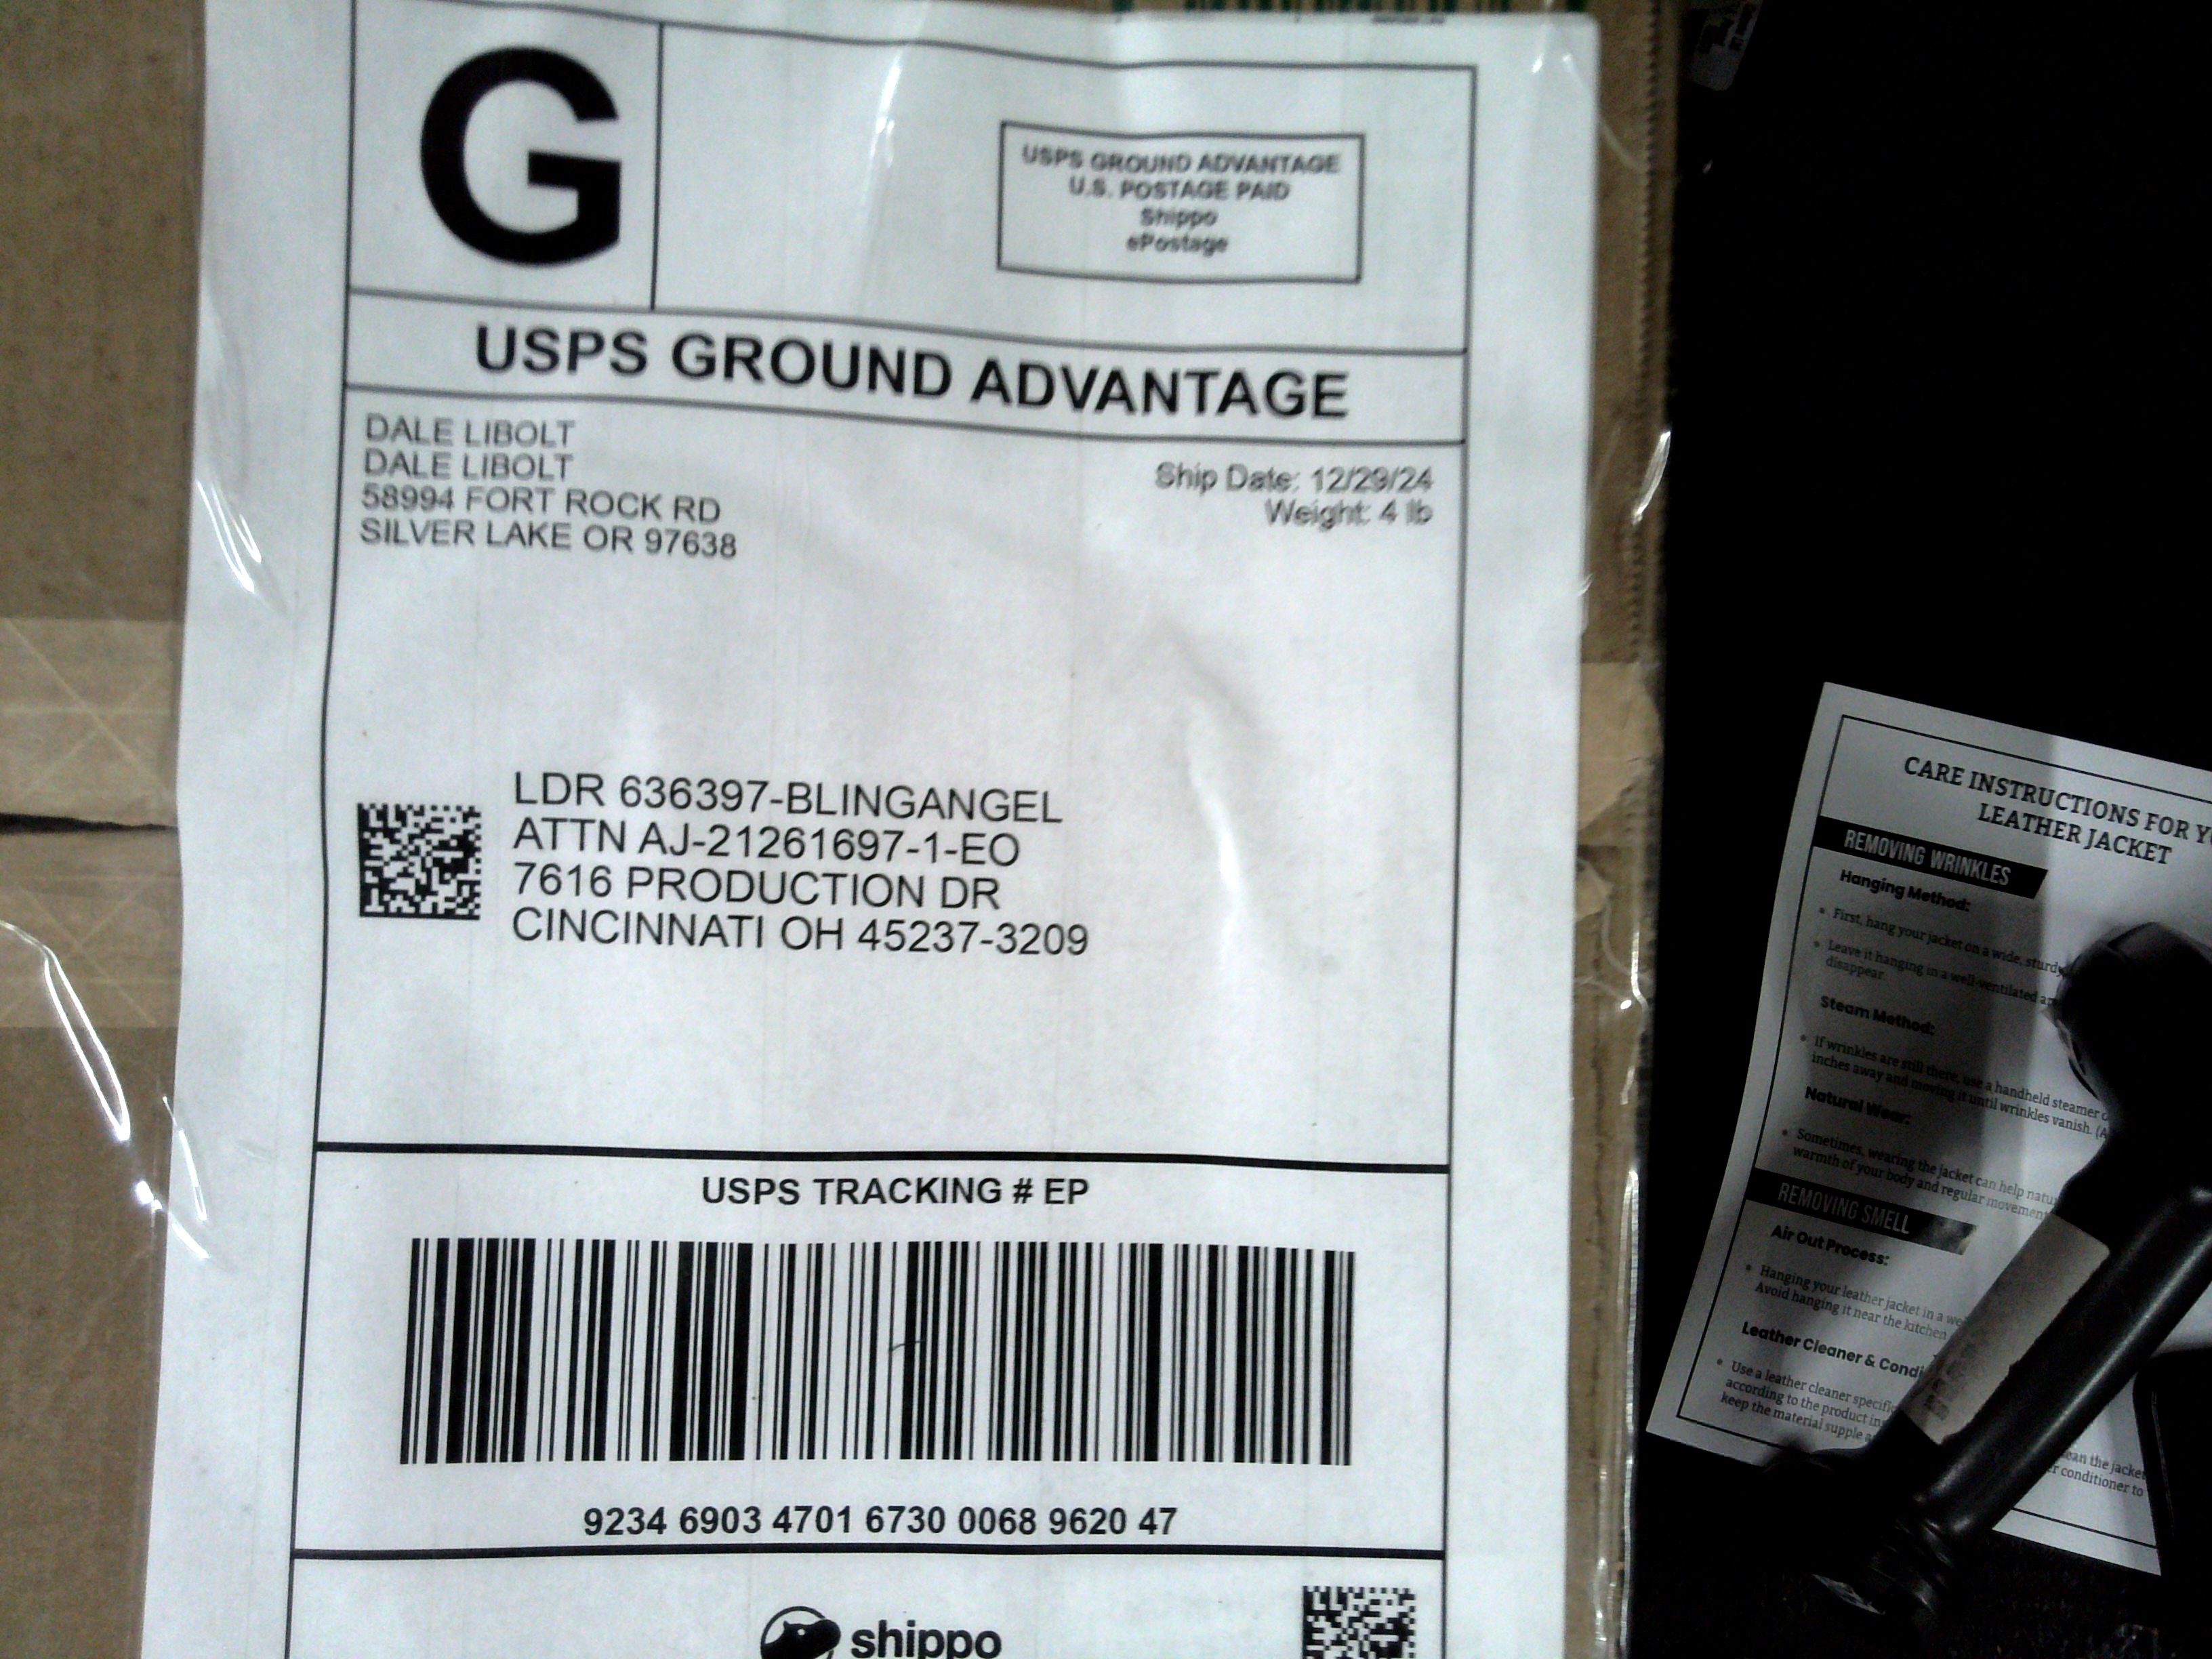 G
USPS GROUND ADVANTAGE
U.S. POSTAGE PAID
Shippo
ePostage
USPS GROUND ADVANTAGE
DALE LIBOLT
DALE LIBOLT
58994 FORT ROCK RD
SILVER LAKE OR 97638
Ship Date: 12/29/24
Weight: 4 lb
LDR 636397-BLINGANGEL
ATTN AJ-21261697-1-EO
7616 PRODUCTION DR
CINCINNATI OH 45237-3209
USPS TRACKING # EP
9234 6903 4701 6730 0068 9620 47
shippo
CARE INSTRUCTIONS FOR
LEATHER JACKET
REMOVING WRINKLES
Hanging Method:
First, hang your jacket on a wide, sturdy
Leave it hanging in a well-ventilated
disappear
Steam Method:
If wrinkles are still there, use a handheld steamer
inches away and moving it until wrinkles vanish.
Natural Wear:
Sometimes, wearing the jacket can help
warmth of your body and regular movement
REMOVING SMELL
Air Out Process:
Hanging your leather jacket in a
Avoid hanging it near the kitchen
Leather Cleaner &
Use a leather cleaner
according to the product
keep the material supple
the jacket
conditioner to